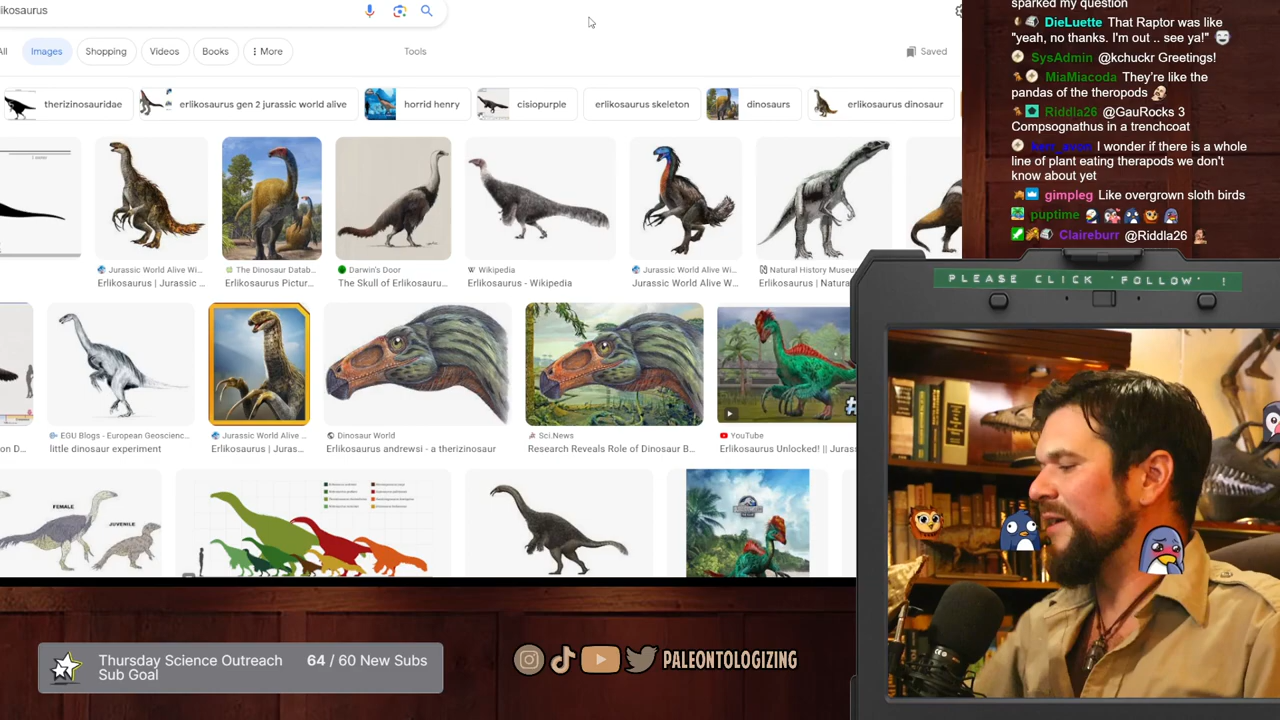 likosaurus
All
Images
Shopping
Videos
Books
More
Tools
Saved
therizinosauridae
erlikosaurus gen 2 jurassic world alive
horrid henry
cisiopurple
erlikosaurus skeleton
dinosaurs
erlikosaurus dinosaur
Jurassic World Alive Wi...
Erlikosaurus | Jurassic ...
The Dinosaur Datab...
Erlikosaurus Pictur...
Darwin's Door
The Skull of Erlikosauru...
Wikipedia
Erlikosaurus - Wikipedia
Jurassic World Alive Wi...
Jurassic World Alive W...
Natural History Museu
Erlikosaurus | Natura
on D...
EGU Blogs - European Geoscienc...
little dinosaur experiment
Jurassic World Alive ...
Erlikosaurus | Juras...
Dinosaur World
Erlikosaurus andrewsi - a therizinosaur
Sci.News
Research Reveals Role of Dinosaur B...
YouTube
Erlikosaurus Unlocked! || Jurass
FEMALE
JUVENILE
sparked my question
DieLuette That Raptor was like
"yeah, no thanks. I'm out .. see ya!"
SysAdmin @kchuckr Greetings!
MiaMiacoda They're like the
pandas of the theropods
Riddla26 @GauRocks 3
Compsognathus in a trenchcoat
I wonder if there is a whole
line of plant eating therapods we don't
know about yet
gimpleg Like overgrown sloth birds
puptime
Claireburr @Riddla26
PLEASE CLICK 'FOLLOW' !
Thursday Science Outreach
Sub Goal
64 / 60 New Subs
PALEONTOLOGIZING